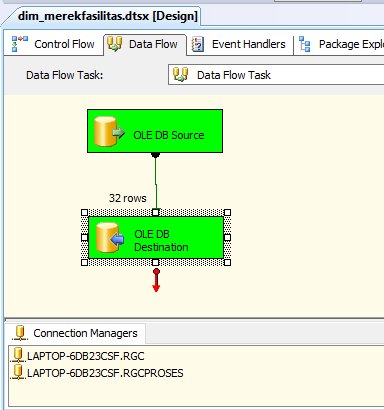 dim_merekfasilitas.dtsx [Design]
Control Flow
Data Flow
Event Handlers
Package Explo
Data Flow Task:
Data Flow Task
OLE DB Source
32 rows
OLE DB
Destination
Connection Managers
LAPTOP-6DB23CSF.RGC
LAPTOP-6DB23CSF.RGCPROSES